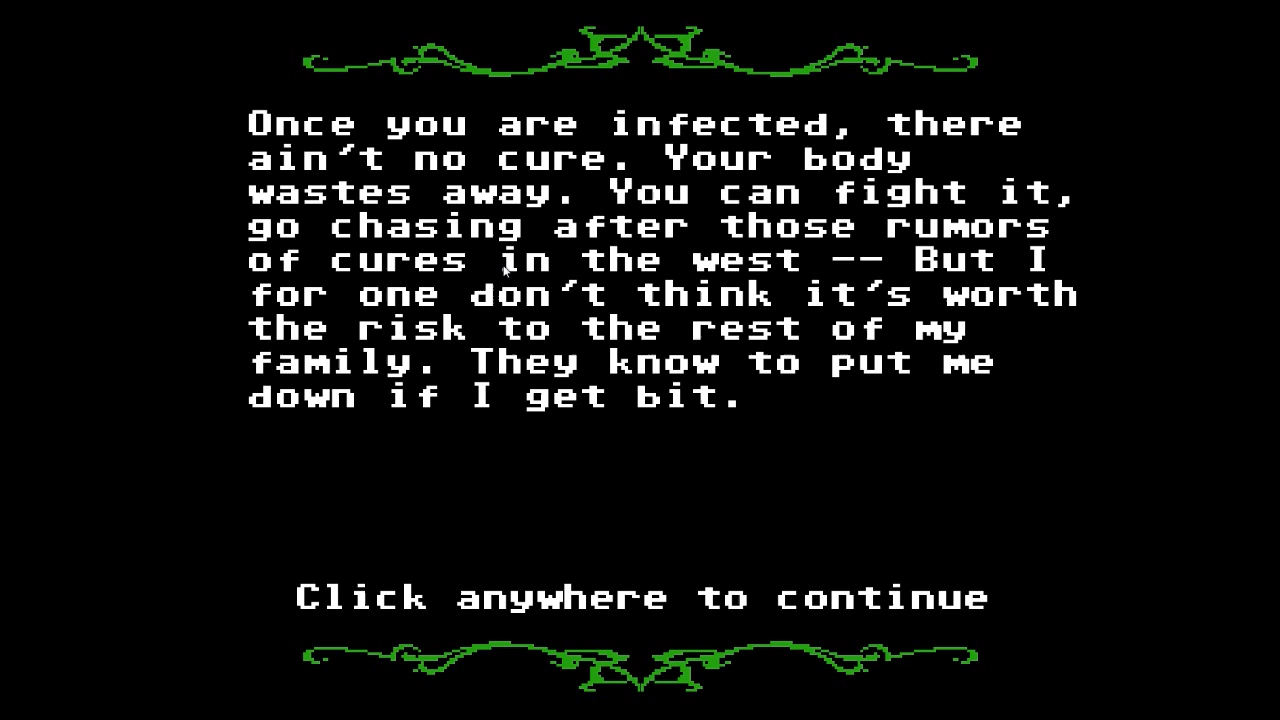 Once you are infected, there
ain't no cure. Your body
wastes away. You can fight it,
go chasing after those rumors
of cures in the west -- But I
for one don't think it's worth
the risk to the rest of my
family. They know to put me
down if I get bit.
Click anywhere to continue